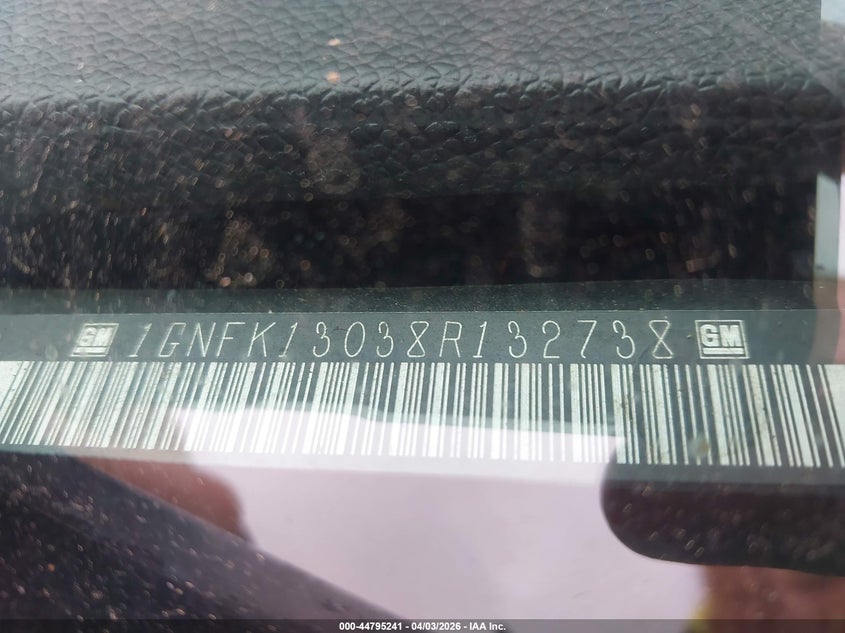 GM 1GNFK13038R132738 GM
000-44795241 - 04/03/2026 - IAA Inc.